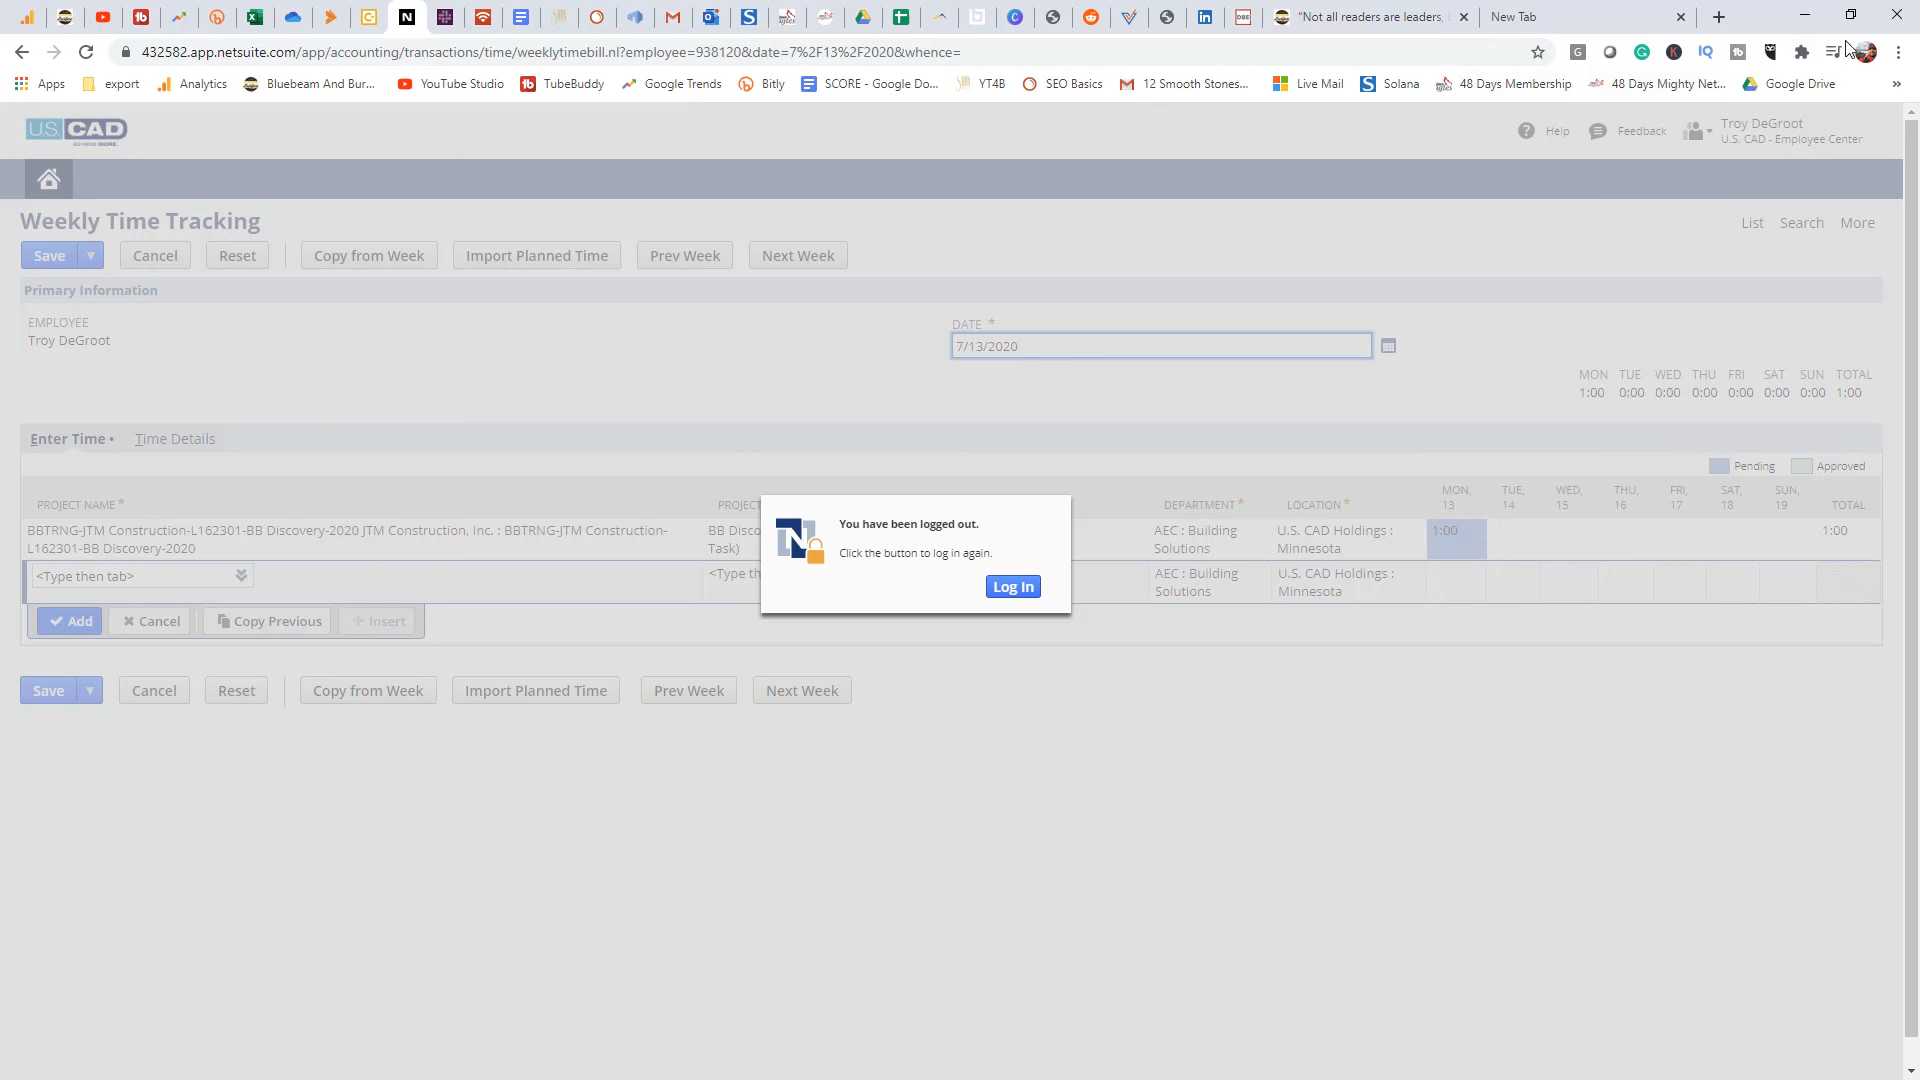 "Not all readers are leaders,
New Tab
432582.app.netsuite.com/app/accounting/transactions/time/weeklytimebill.nl?employee=938120&date=7%2F13%2F2020&whence=
Apps export Analytics Bluebeam And Bur... YouTube Studio TubeBuddy Google Trends Bitly SCORE - Google Do... YT4B SEO Basics 12 Smooth Stones... Live Mail Solana 48 Days Membership 48 Days Mighty Net... Google Drive »
U.S. CAD
Help Feedback Troy DeGroot
U.S. CAD - Employee Center
Weekly Time Tracking
List Search More
Save Cancel Reset Copy from Week Import Planned Time Prev Week Next Week
Primary Information
EMPLOYEE
Troy DeGroot
DATE *
7/13/2020
MON TUE WED THU FRI SAT SUN TOTAL
1:00 0:00 0:00 0:00 0:00 0:00 0:00 1:00
Enter Time • Time Details
Pending Approved
PROJECT NAME * PROJEC DEPARTMENT * LOCATION * MON, 13 TUE, 14 WED, 15 THU, 16 FRI, 17 SAT, 18 SUN, 19 TOTAL
BBTRNG-JTM Construction-L162301-BB Discovery-2020 JTM Construction, Inc. : BBTRNG-JTM Construction- BB Disco AEC : Building U.S. CAD Holdings : 1:00 1:00
L162301-BB Discovery-2020 Task) Solutions Minnesota
<Type then tab> <Type th AEC : Building U.S. CAD Holdings :
Solutions Minnesota
You have been logged out.
Click the button to log in again.
Log In
Add Cancel Copy Previous Insert
Save Cancel Reset Copy from Week Import Planned Time Prev Week Next Week